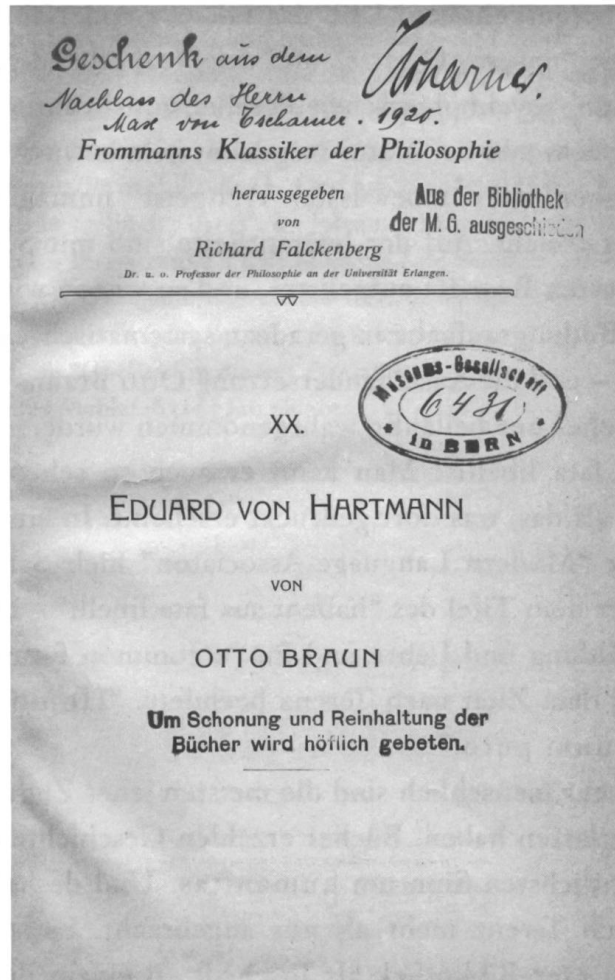 Geschenk aus dem
Nachlass des Herrn
Max von Tscharner. 1920.
Tscharner.
Frommanns Klassiker der Philosophie
herausgegeben
von
Richard Falckenberg
Dr. u. o. Professor der Philosophie an der Universität Erlangen.
Aus der Bibliothek
der M. G. ausgeschieden
XX.
Museums-Gesellschaft
6431
in BERN
EDUARD VON HARTMANN
VON
OTTO BRAUN
Um Schonung und Reinhaltung der
Bücher wird höflich gebeten.